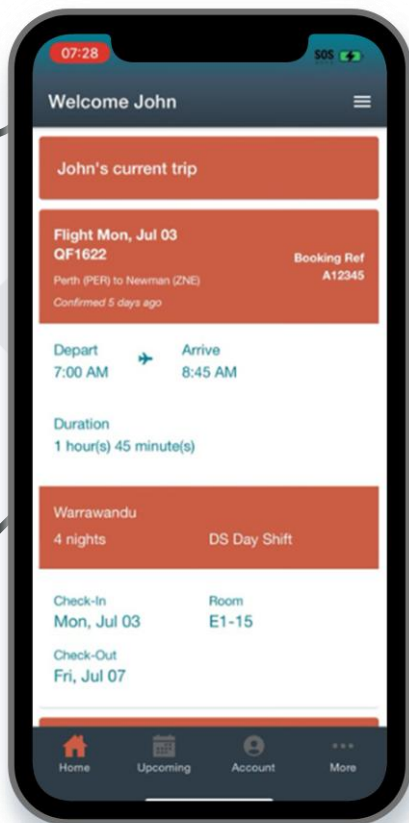 07:28
SOS
Welcome John
John's current trip
Flight Mon, Jul 03
QF1622
Booking Ref
Perth (PER) to Newman (ZNE)
A12345
Confirmed 5 days ago
Depart Arrive
7:00 AM 8:45 AM
Duration
1 hour(s) 45 minute(s)
Warrawandu
4 nights DS Day Shift
Check-In Room
Mon, Jul 03 E1-15
Check-Out
Fri, Jul 07
Home Upcoming Account More